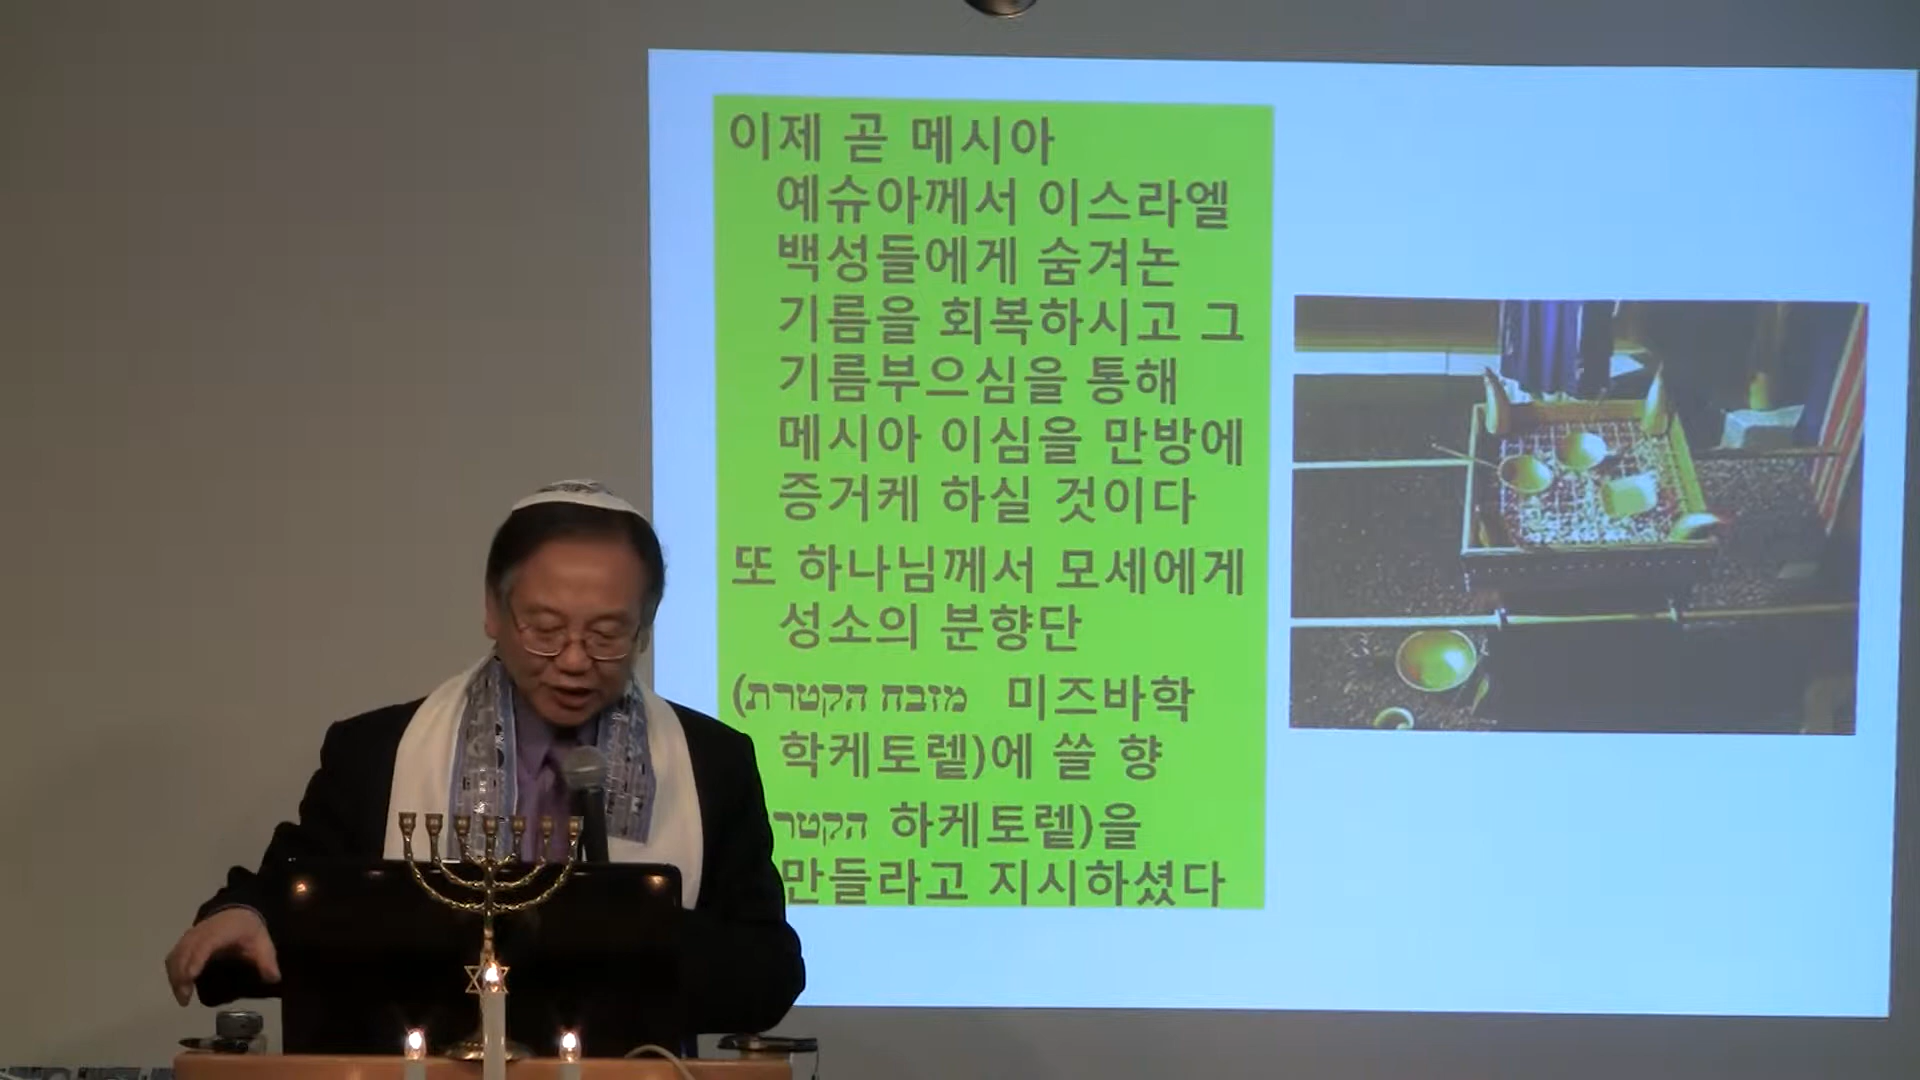 이제 곧 메시아
예슈아께서 이스라엘
백성들에게 숨겨논
기름을 회복하시고 그
기름부으심을 통해
메시아 이심을 만방에
증거케 하실 것이다
또 하나님께서 모세에게
성소의 분향단
(מזבח הקטרת 미즈바학
학케토렡)에 쓸 향
הקטר 하케토렡)을
만들라고 지시하셨다